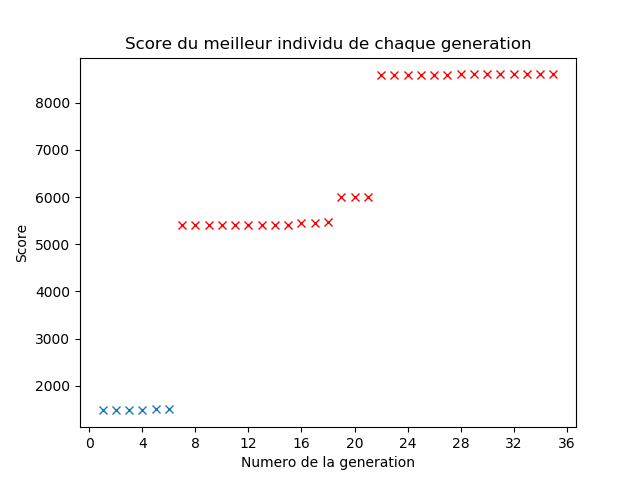 Score du meilleur individu de chaque generation
8000
7000
6000
5000
4000
3000
2000
Score
0 4 8 12 16 20 24 28 32 36
Numero de la generation